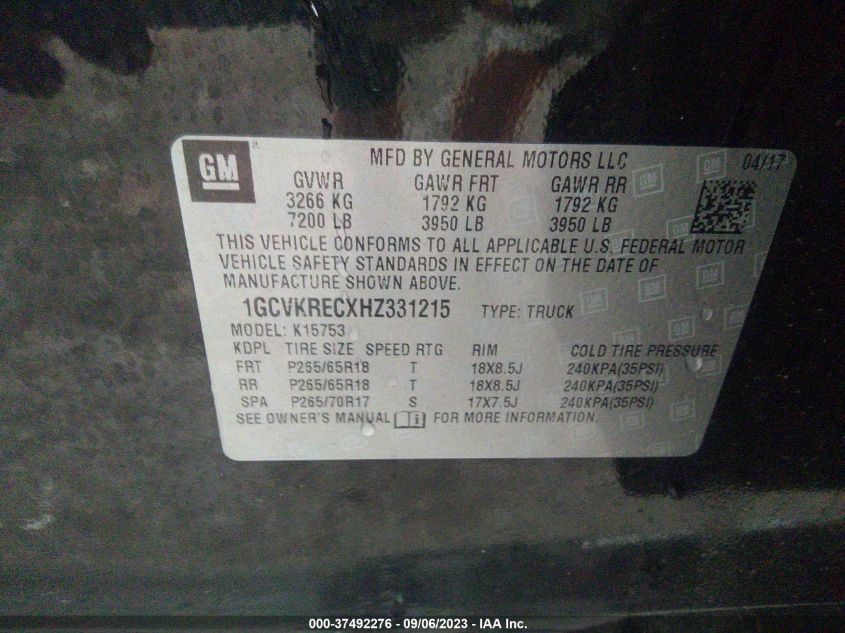 GM ® MFD BY GENERAL MOTORS LLC 04/17
GVWR GAWR FRT GAWR RR
3266 KG 1792 KG 1792 KG
7200 LB 3950 LB 3950 LB
THIS VEHICLE CONFORMS TO ALL APPLICABLE U.S. FEDERAL MOTOR
VEHICLE SAFETY STANDARDS IN EFFECT ON THE DATE OF
MANUFACTURE SHOWN ABOVE.
1GCVKRECXHZ331215 TYPE: TRUCK
MODEL: K15753
KDPL TIRE SIZE SPEED RTG RIM COLD TIRE PRESSURE
FRT P265/65R18 T 18X8.5J 240KPA(35PSI)
RR P265/65R18 T 18X8.5J 240KPA(35PSI)
SPA P265/70R17 S 17X7.5J 240KPA(35PSI)
SEE OWNER'S MANUAL i FOR MORE INFORMATION.
000-37492276 - 09/06/2023 - IAA Inc.